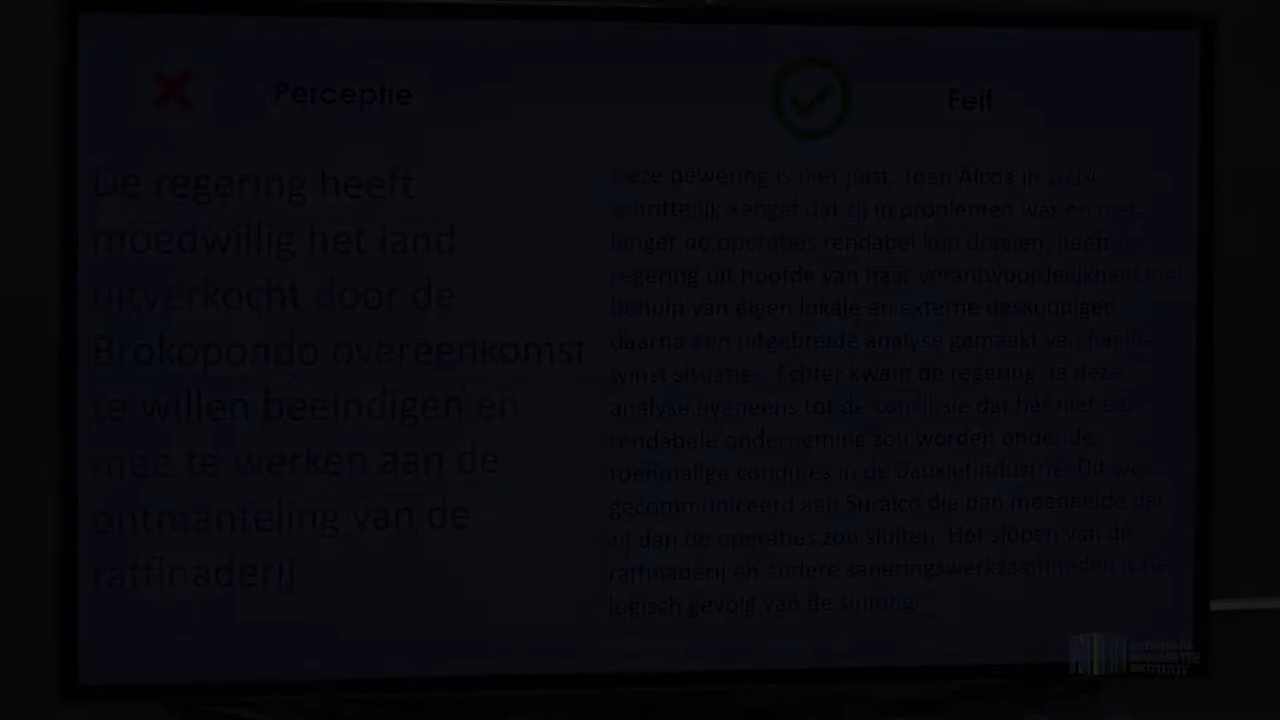 Perceptie
De regering heeft
moedwillig het land
uitverkocht door de
Brokopondo overeenkomst
te willen beeindigen en
mee te werken aan de
ontmanteling van de
raffinaderij
Feit
Deze bewering is niet juist. Toen Alcoa in 2014
schriftelijk aangaf dat zij in problemen war en niet
langer de operaties rendabel kon draaien, heeft de
regering uit hoofde van haar verantwoordelijkheid met
behulp van eigen lokale en externe deskundigen
daarna een uitgebreide analyse gemaakt van
winst situaties. Echter kwam de regering na deze
analyse eveneens tot de conclusie dat het niet een
rendabele onderneming zou worden onder de
toenmalige condities in de bauxietindustrie. Dit werd
gecommuniceerd aan Suralco die dan meedeelde dat
zij dan de operaties zou sluiten. Het slopen van de
raffinaderij en andere saneringswerkzaamheden is het
logisch gevolg van de sluiting.
NATIONAAL
INFORMATIE
INSTITUUT